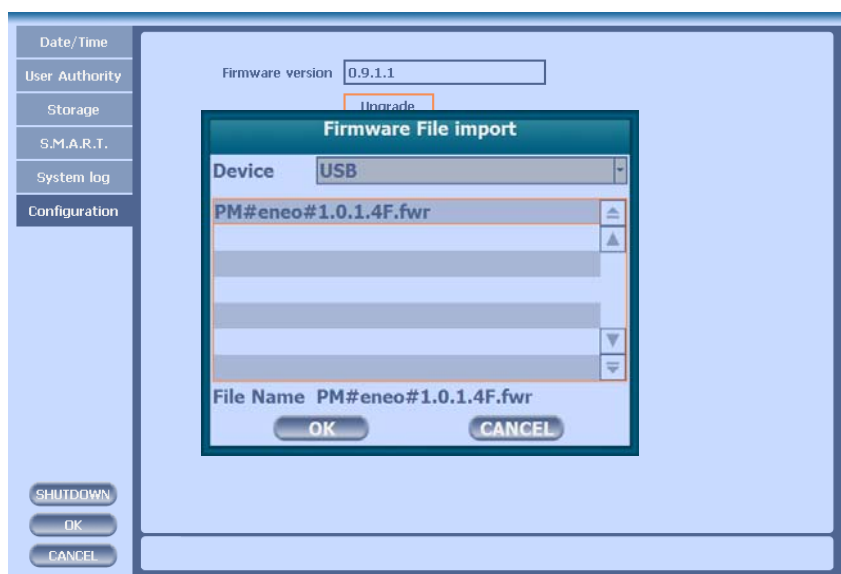 Date/Time
User Authority
Storage
S.M.A.R.T.
System log
Configuration
Firmware version 0.9.1.1
Upgrade
Firmware File import
Device USB
PM#eneo#1.0.1.4F.fwr
File Name PM#eneo#1.0.1.4F.fwr
OK CANCEL
SHUTDOWN
OK
CANCEL